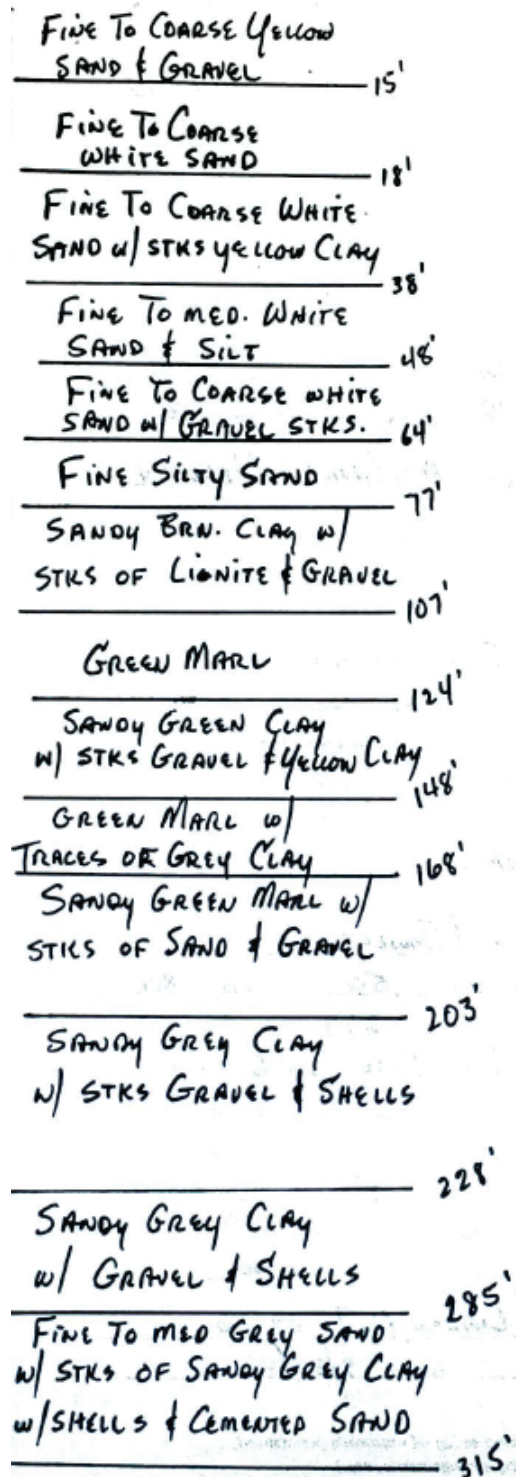 FINE TO COARSE YELLOW
SAND & GRAVEL
15'
FINE TO COARSE
WHITE SAND
18'
FINE TO COARSE WHITE
SAND W/ STKS YELLOW CLAY
38'
FINE TO MED. WHITE
SAND & SILT
48'
FINE TO COARSE WHITE
SAND W/ GRAVEL STKS.
64'
FINE SILTY SAND
77'
SANDY BRN. CLAY W/
STKS OF LIGNITE & GRAVEL
107'
GREEN MARL
124'
SANDY GREEN CLAY
W/ STKS GRAVEL & YELLOW CLAY
148'
GREEN MARL W/
TRACES OF GREY CLAY
168'
SANDY GREEN MARL W/
STKS OF SAND & GRAVEL
203'
SANDY GREY CLAY
W/ STKS GRAVEL & SHELLS
228'
SANDY GREY CLAY
W/ GRAVEL & SHELLS
285'
FINE TO MED GREY SAND
W/ STKS OF SANDY GREY CLAY
W/SHELLS & CEMENTED SAND
315'